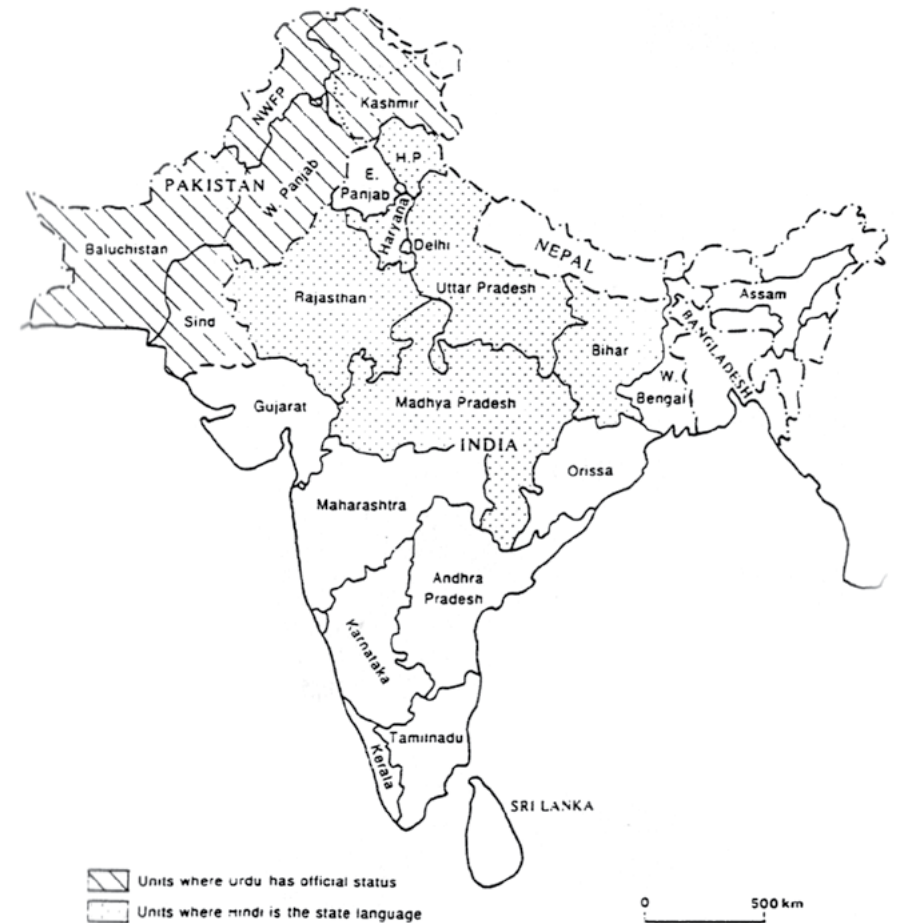 Kashmir
NWFP
H.P.
E.
Panjab
W. Panjab
PAKISTAN
Haryana
Delhi
Baluchistan
NEPAL
Rajasthan
Uttar Pradesh
Assam
Sind
BANGLADESH
Bihar
W.
Bengal
Gujarat
Madhya Pradesh
INDIA
Orissa
Maharashtra
Andhra
Pradesh
Karnataka
Tamilnadu
Kerala
SRI LANKA
Units where Urdu has official status
Units where Hindi is the state language
0 500 km